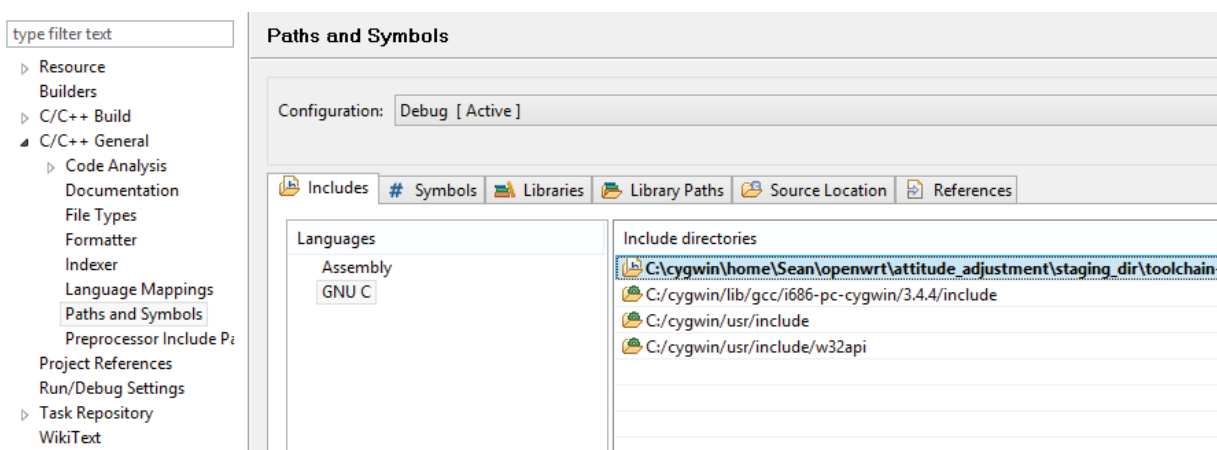 type filter text
Resource
Builders
C/C++ Build
C/C++ General
Code Analysis
Documentation
File Types
Formatter
Indexer
Language Mappings
Paths and Symbols
Preprocessor Include Pa
Project References
Run/Debug Settings
Task Repository
WikiText
Paths and Symbols
Configuration: Debug [ Active ]
Includes # Symbols Libraries Library Paths Source Location References
Languages
Assembly
GNU C
Include directories
C:\cygwin\home\Sean\openwrt\attitude_adjustment\staging_dir\toolchain-
C:/cygwin/lib/gcc/i686-pc-cygwin/3.4.4/include
C:/cygwin/usr/include
C:/cygwin/usr/include/w32api